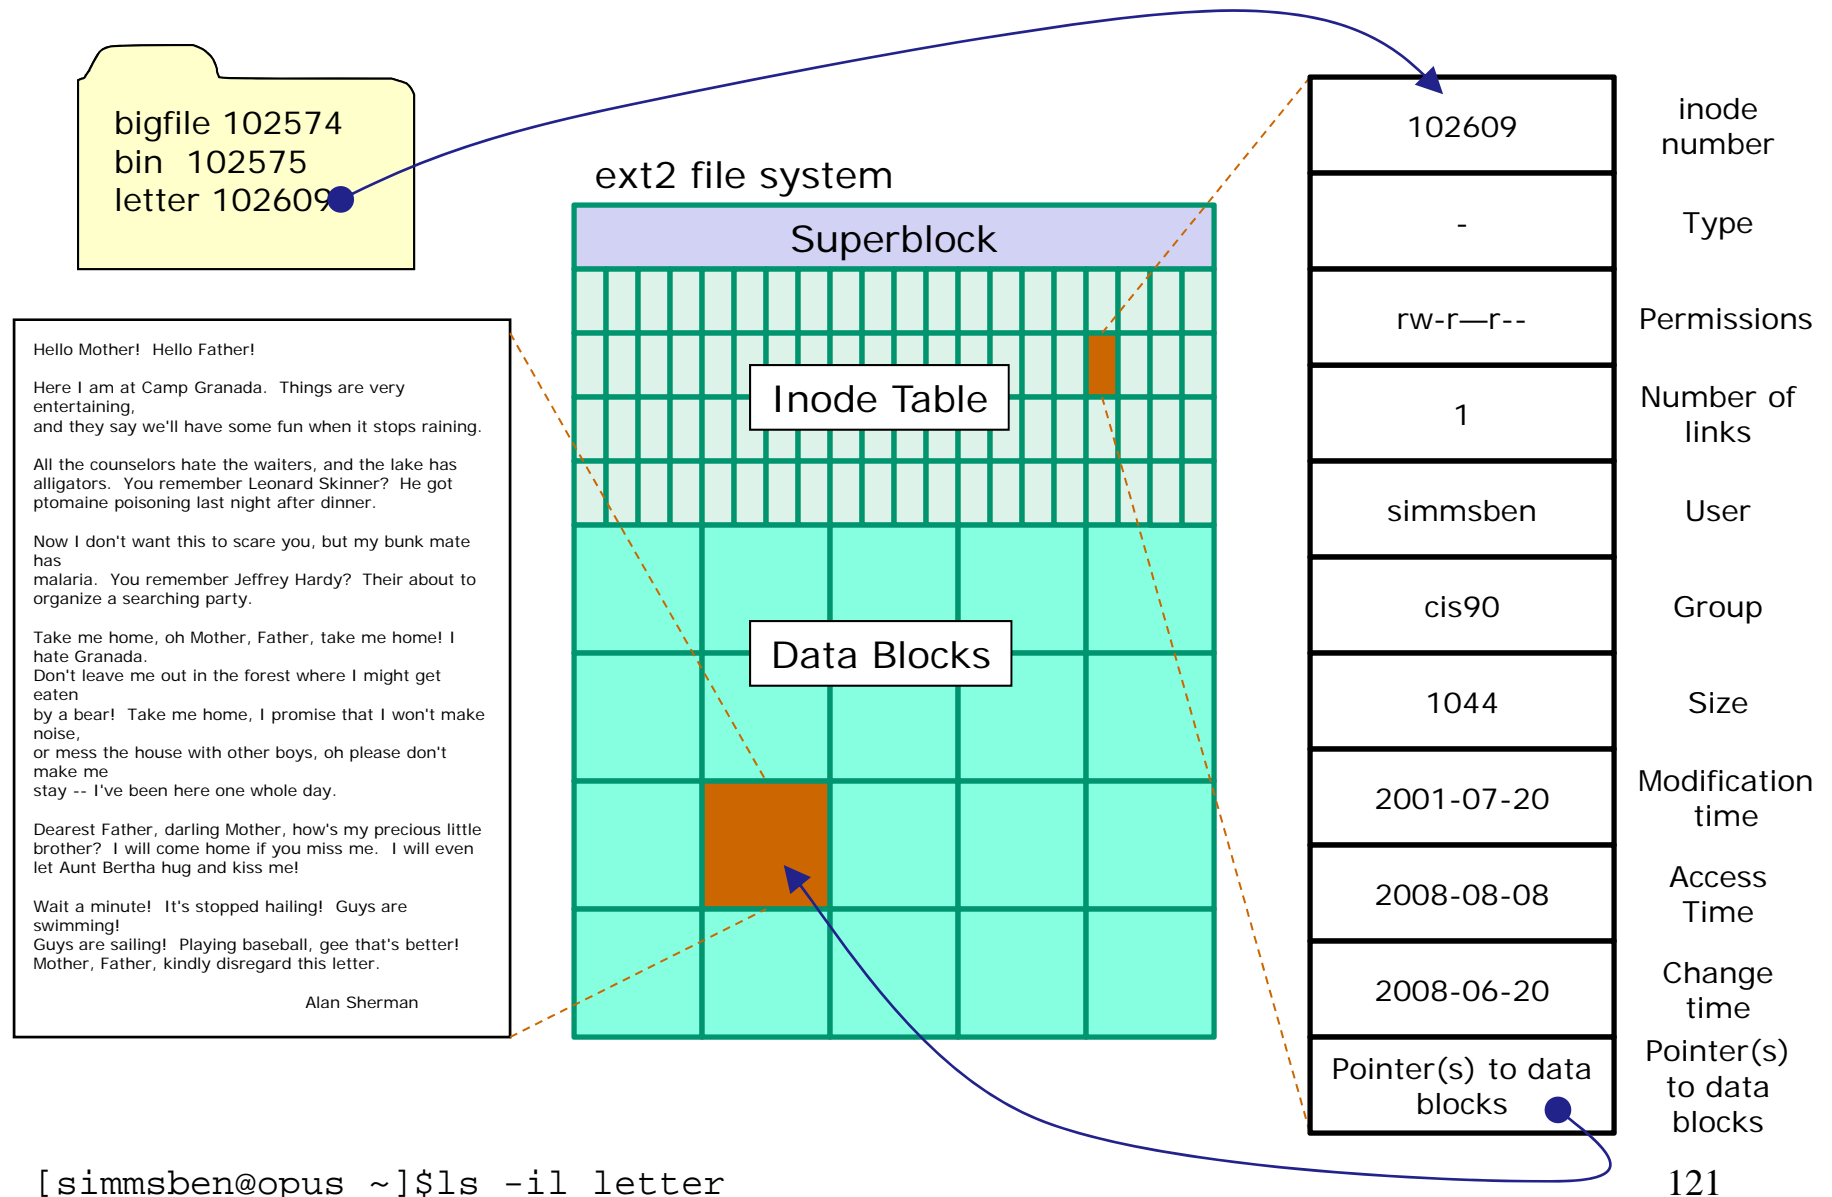 bigfile 102574
bin  102575
letter 102609
ext2 file system
Superblock
Inode Table
Data Blocks
Hello Mother!  Hello Father!
Here I am at Camp Granada.  Things are very
entertaining,
and they say we'll have some fun when it stops raining.
All the counselors hate the waiters, and the lake has
alligators.  You remember Leonard Skinner?  He got
ptomaine poisoning last night after dinner.
Now I don't want this to scare you, but my bunk mate
has
malaria.  You remember Jeffrey Hardy?  Their about to
organize a searching party.
Take me home, oh Mother, Father, take me home! I
hate Granada.
Don't leave me out in the forest where I might get
eaten
by a bear!  Take me home, I promise that I won't make
noise,
or mess the house with other boys, oh please don't
make me
stay -- I've been here one whole day.
Dearest Father, darling Mother, how's my precious little
brother?  I will come home if you miss me.  I will even
let Aunt Bertha hug and kiss me!
Wait a minute!  It's stopped hailing!  Guys are
swimming!
Guys are sailing!  Playing baseball, gee that's better!
Mother, Father, kindly disregard this letter.
Alan Sherman
102609
inode
number
-
Type
rw-r—r--
Permissions
1
Number of
links
simmsben
User
cis90
Group
1044
Size
2001-07-20
Modification
time
2008-08-08
Access
Time
2008-06-20
Change
time
Pointer(s) to data
blocks
Pointer(s)
to data
blocks
[simmsben@opus ~]$ls -il letter
121